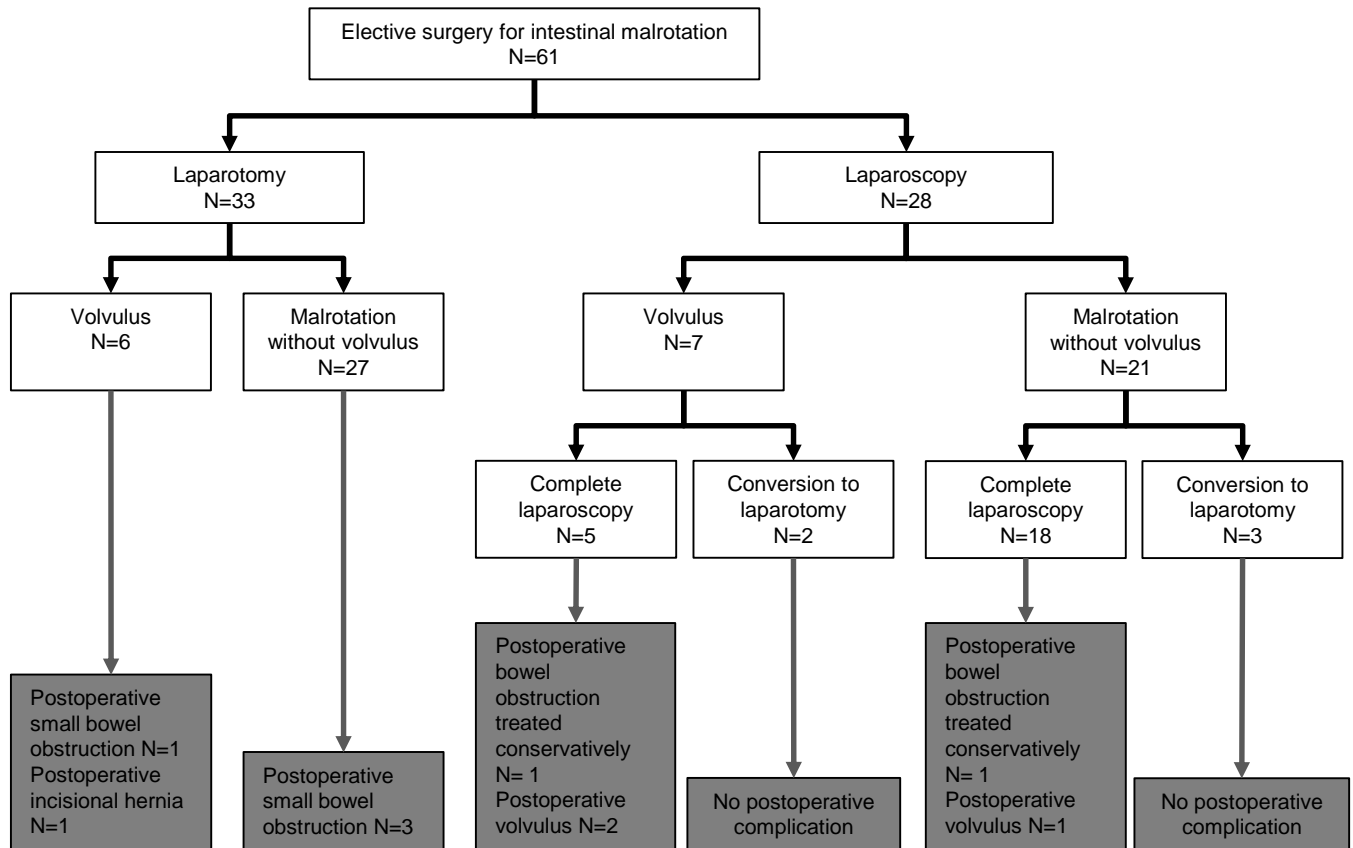 Elective surgery for intestinal malrotation
N=61
Laparotomy
N=33
Laparoscopy
N=28
Volvulus
N=6
Malrotation
without volvulus
N=27
Volvulus
N=7
Malrotation
without volvulus
N=21
Complete
laparoscopy
N=5
Conversion to
laparotomy
N=2
Complete
laparoscopy
N=18
Conversion to
laparotomy
N=3
Postoperative
small bowel
obstruction N=1
Postoperative
incisional hernia
N=1
Postoperative
small bowel
obstruction N=3
Postoperative
bowel
obstruction
treated
conservatively
N= 1
Postoperative
volvulus N=2
No postoperative
complication
Postoperative
bowel
obstruction
treated
conservatively
N= 1
Postoperative
volvulus N=1
No postoperative
complication